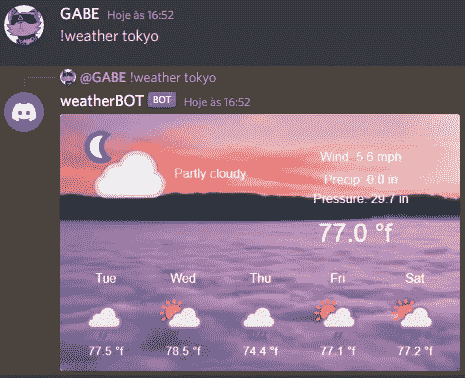 GABE Hoje às 16:52
!weather tokyo
@GABE !weather tokyo
weatherBOT BOT Hoje às 16:52
Partly cloudy
Wind: 5.6 mph
Precip: 0.0 in
Pressure: 29.7 in
77.0 °f
Tue Wed Thu Fri Sat
77.5 °f 78.5 °f 74.4 °f 77.1 °f 77.2 °f